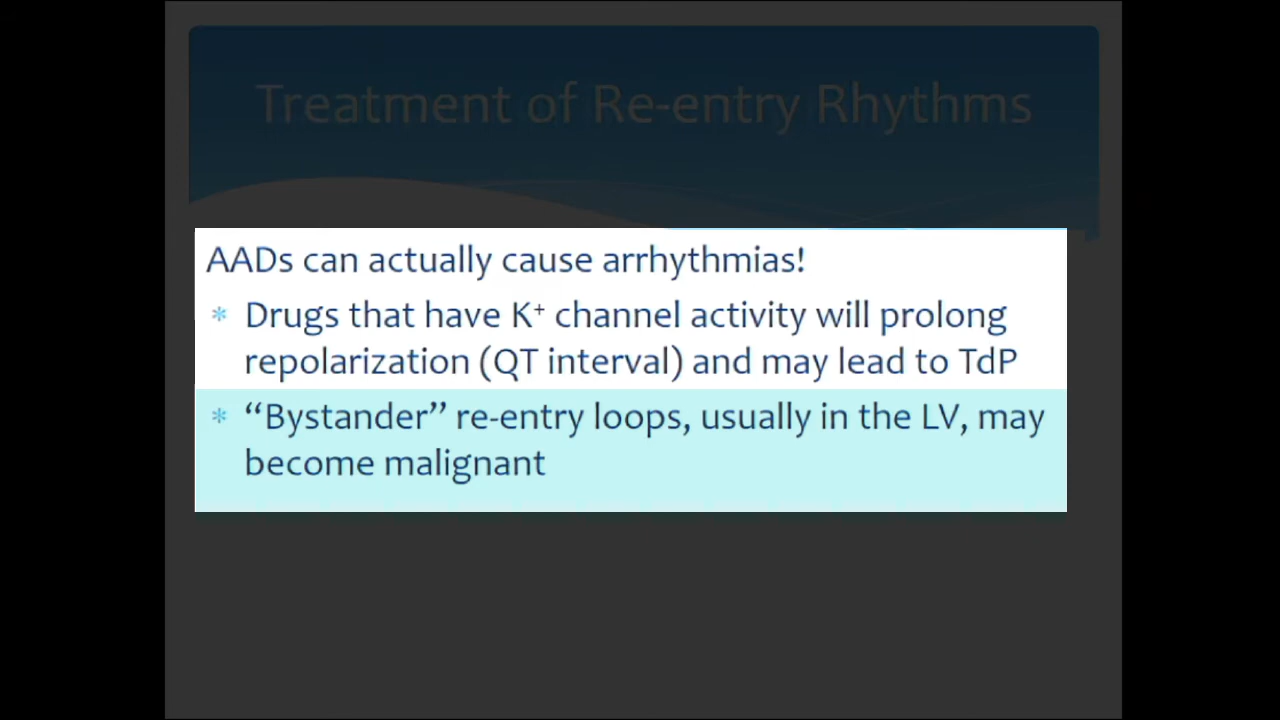 Treatment of Re-entry Rhythms
AADs can actually cause arrhythmias!
* Drugs that have K⁺ channel activity will prolong
repolarization (QT interval) and may lead to TdP
* “Bystander” re-entry loops, usually in the LV, may
become malignant